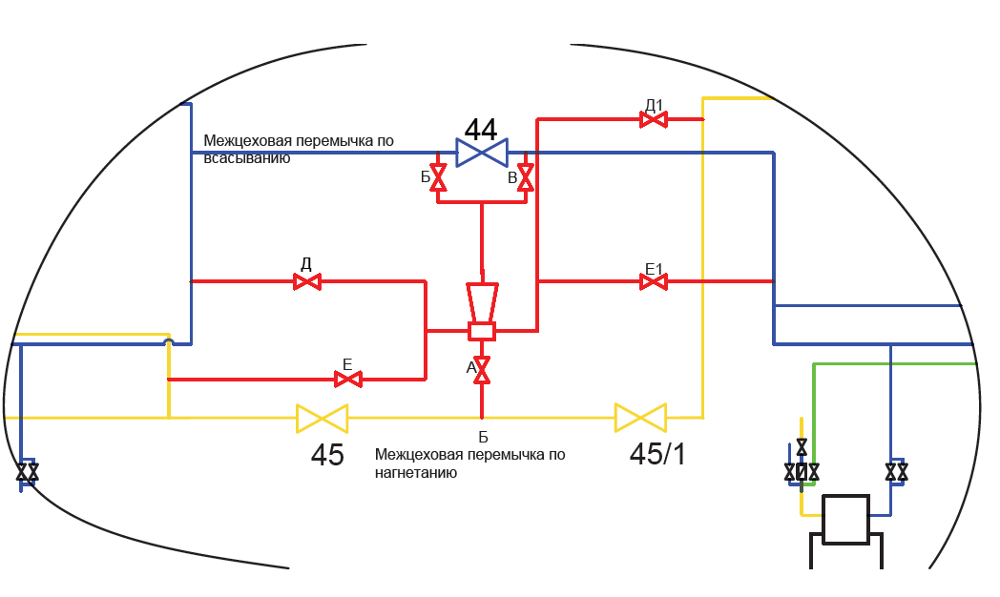 Д1
44
Межцеховая перемычка по
всасыванию
Б
В
Д
Е1
Е
А
45
Б
Межцеховая перемычка по
нагнетанию
45/1